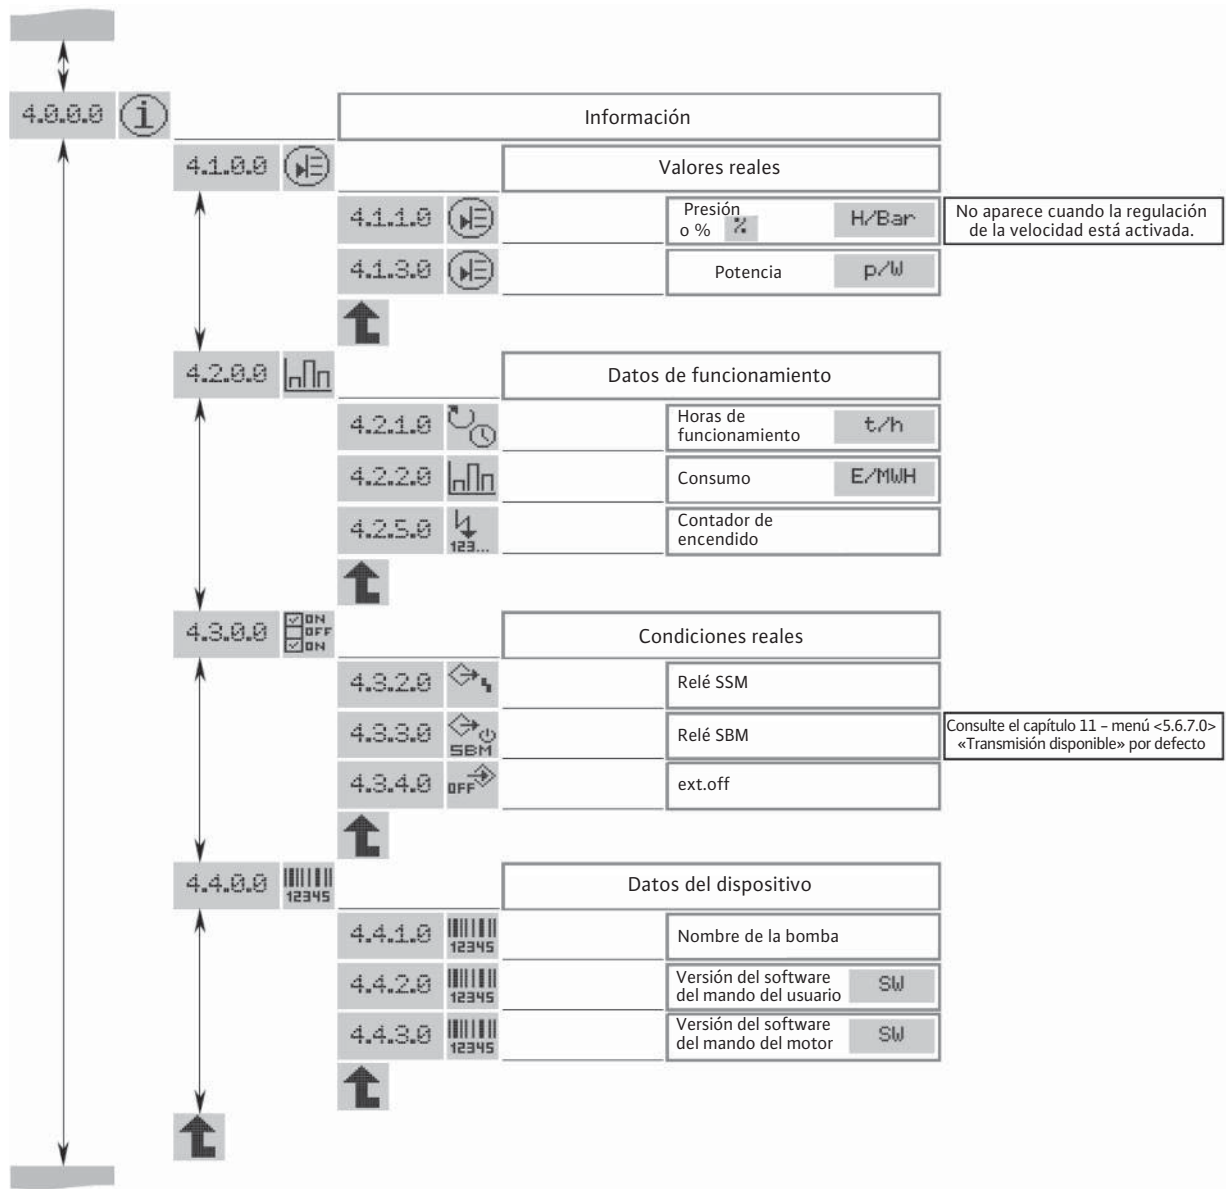 4.0.0.0 i Información
4.1.0.0 Valores reales
4.1.1.0 Presión
o % % H/Bar
No aparece cuando la regulación
de la velocidad está activada.
4.1.3.0 Potencia p/W
4.2.0.0 Datos de funcionamiento
4.2.1.0 Horas de
funcionamiento t/h
4.2.2.0 Consumo E/MWH
4.2.5.0 123... Contador de
encendido
4.3.0.0 ON
OFF
ON
Condiciones reales
4.3.2.0 Relé SSM
4.3.3.0 SBM Relé SBM
Consulte el capítulo 11 – menú <5.6.7.0>
«Transmisión disponible» por defecto
4.3.4.0 OFF ext.off
4.4.0.0 12345 Datos del dispositivo
4.4.1.0 12345 Nombre de la bomba
4.4.2.0 12345 Versión del software
del mando del usuario SW
4.4.3.0 12345 Versión del software
del mando del motor SW